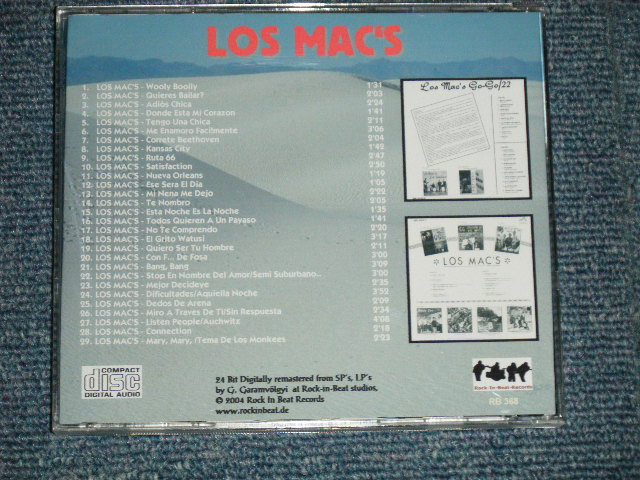 LOS MAC'S
1. LOS MAC'S - Wooly Boolly 1'31
2. LOS MAC'S - Quieres Bailar? 2'03
3. LOS MAC'S - Adiós Chica 2'24
4. LOS MAC'S - Donde Esta Mi Corazon 1'41
5. LOS MAC'S - Tengo Una Chica 2'11
6. LOS MAC'S - Me Enamoro Facilmente 3'06
7. LOS MAC'S - Correte Beethoven 2'04
8. LOS MAC'S - Kansas City 1'42
9. LOS MAC'S - Ruta 66 2'47
10. LOS MAC'S - Satisfaction 2'50
11. LOS MAC'S - Nueva Orleans 1'19
12. LOS MAC'S - Ese Sera El Dia 1'05
13. LOS MAC'S - Mi Nena Me Dejo 2'22
14. LOS MAC'S - Te Nombro 2'05
15. LOS MAC'S - Esta Noche Es La Noche 1'35
16. LOS MAC'S - Todos Quieren A Un Payaso 1'41
17. LOS MAC'S - No Te Comprendo 2'20
18. LOS MAC'S - El Grito Watusi 3'17
19. LOS MAC'S - Quiero Ser Tu Hombre 2'11
20. LOS MAC'S - Con F... De Fosa 3'00
21. LOS MAC'S - Bang, Bang 3'09
22. LOS MAC'S - Stop En Nombre Del Amor/Semi Suburbano.. 3'00
23. LOS MAC'S - Mejor Decideye 2'35
24. LOS MAC'S - Dificultades/Aquiella Noche 3'52
25. LOS MAC'S - Dedos De Arena 2'09
26. LOS MAC'S - Miro A Traves De Ti/Sin Respuesta 2'34
27. LOS MAC'S - Listen People/Auchwitz 4'08
28. LOS MAC'S - Connection 2'18
29. LOS MAC'S - Mary, Mary, /Tema De Los Monkees 2'23
Los Mac's Go-Go/22
LOS MAC'S
COMPACT
disc
DIGITAL AUDIO
24 Bit Digitally remastered from SP's, LP's
by G. Garamvölgyi at Rock-in-Beat studios,
© 2004 Rock In Beat Records
www.rockinbeat.de
Rock-In-Beat-Records
RB 368